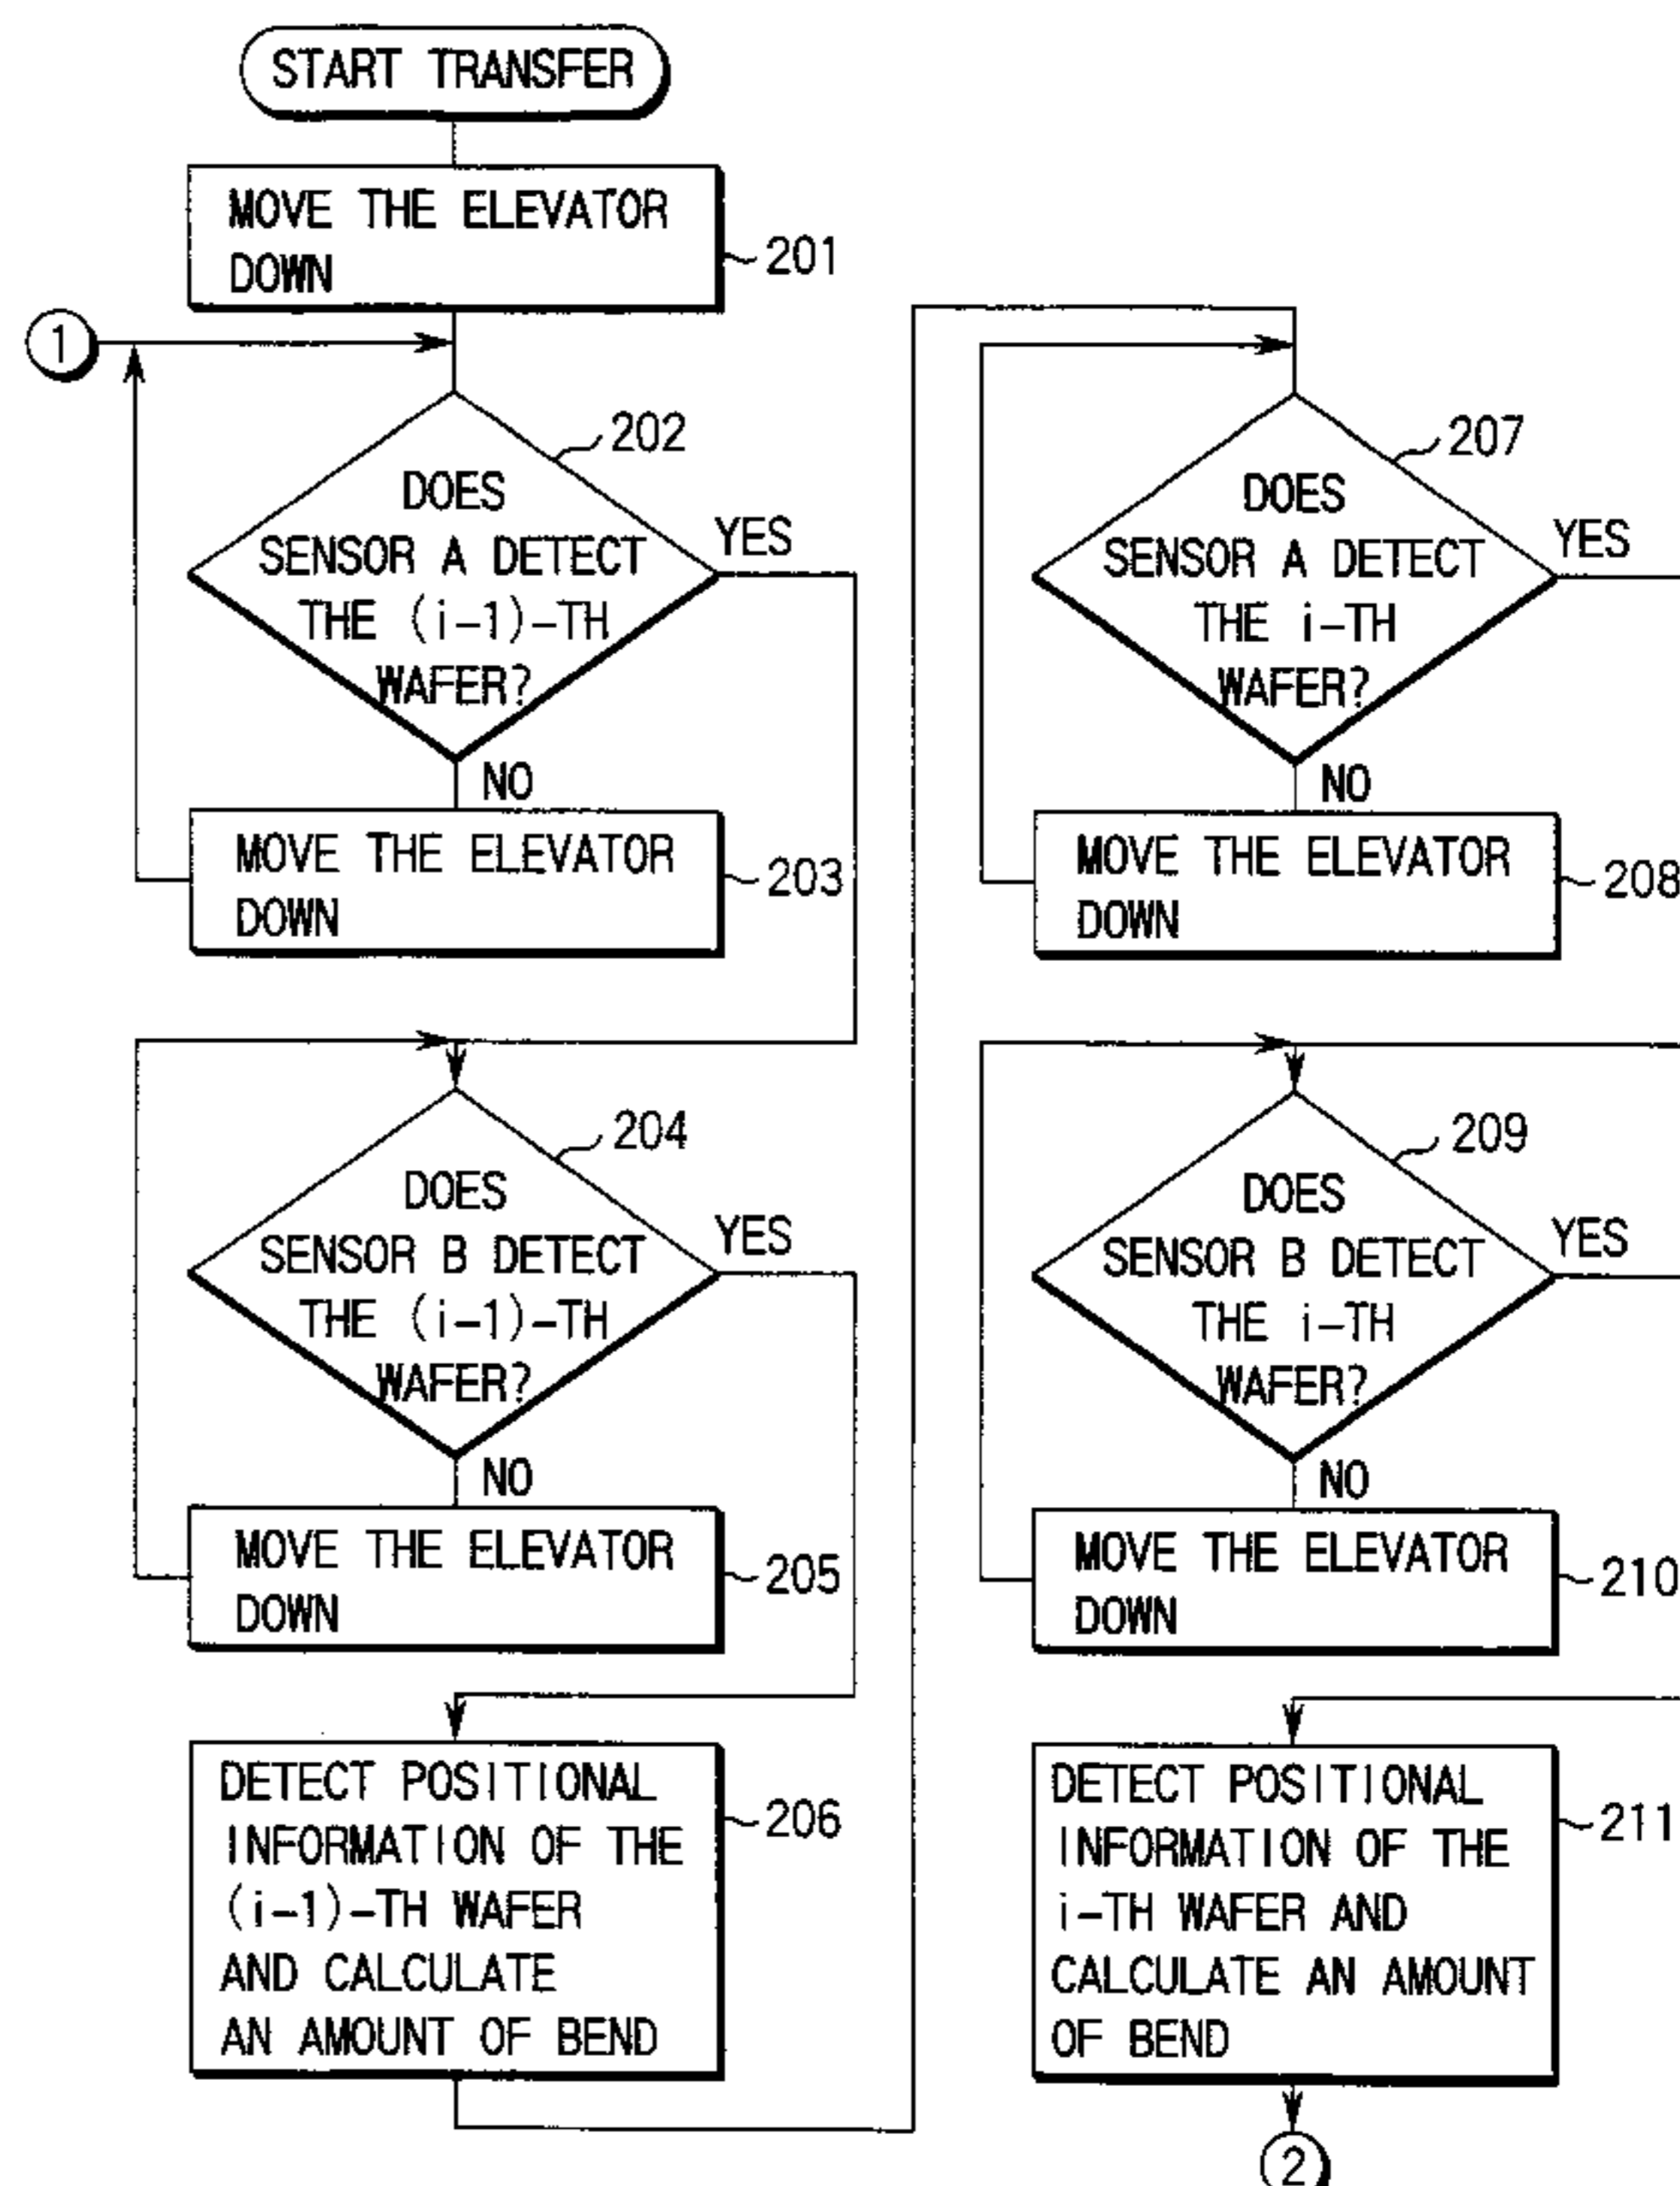 START TRANSFER
MOVE THE ELEVATOR
DOWN
201
1
202
DOES
SENSOR A DETECT
THE (i-1)-TH
WAFER?
YES
NO
MOVE THE ELEVATOR
DOWN
203
204
DOES
SENSOR B DETECT
THE (i-1)-TH
WAFER?
YES
NO
MOVE THE ELEVATOR
DOWN
205
DETECT POSITIONAL
INFORMATION OF THE
(i-1)-TH WAFER
AND CALCULATE
AN AMOUNT OF BEND
206
207
DOES
SENSOR A DETECT
THE i-TH
WAFER?
YES
NO
MOVE THE ELEVATOR
DOWN
208
209
DOES
SENSOR B DETECT
THE i-TH
WAFER?
YES
NO
MOVE THE ELEVATOR
DOWN
210
DETECT POSITIONAL
INFORMATION OF THE
i-TH WAFER AND
CALCULATE AN AMOUNT
OF BEND
211
2